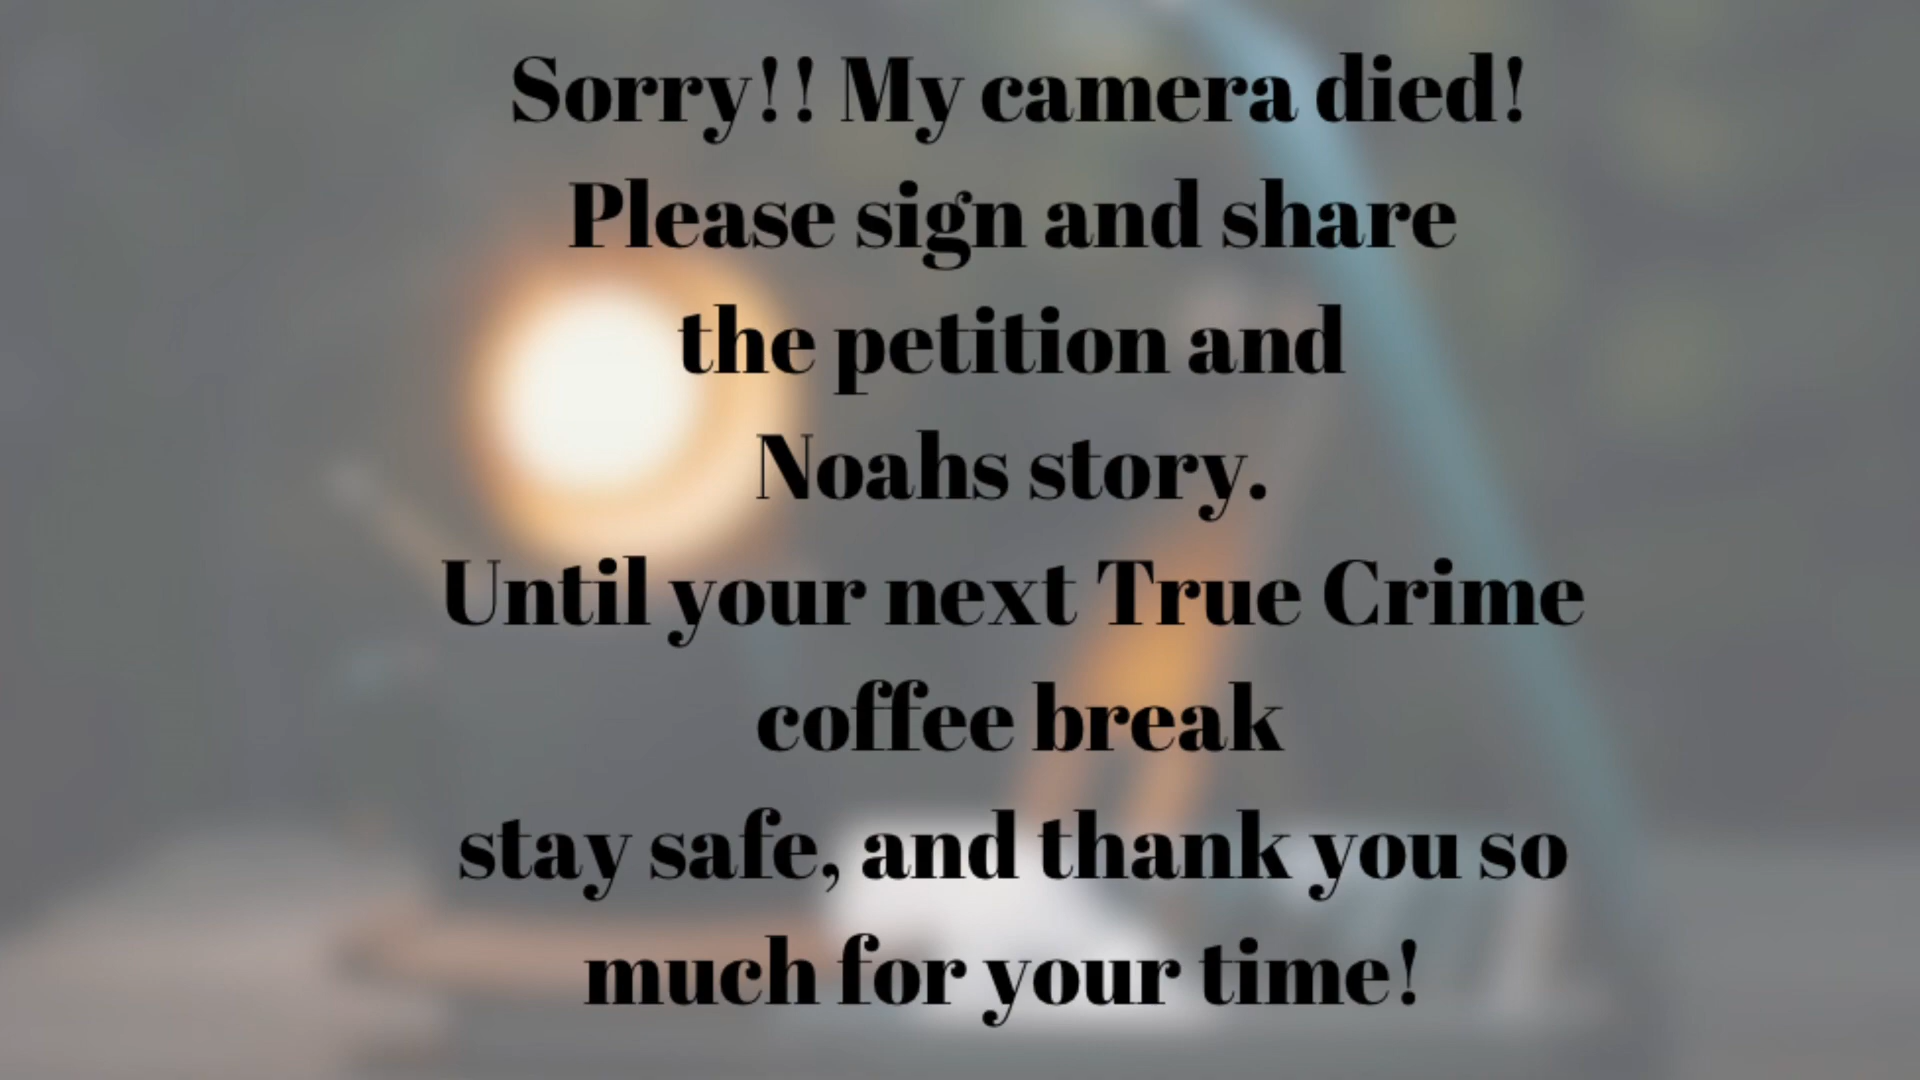 Sorry!! My camera died!
Please sign and share
the petition and
Noahs story.
Until your next True Crime
coffee break
stay safe, and thank you so
much for your time!